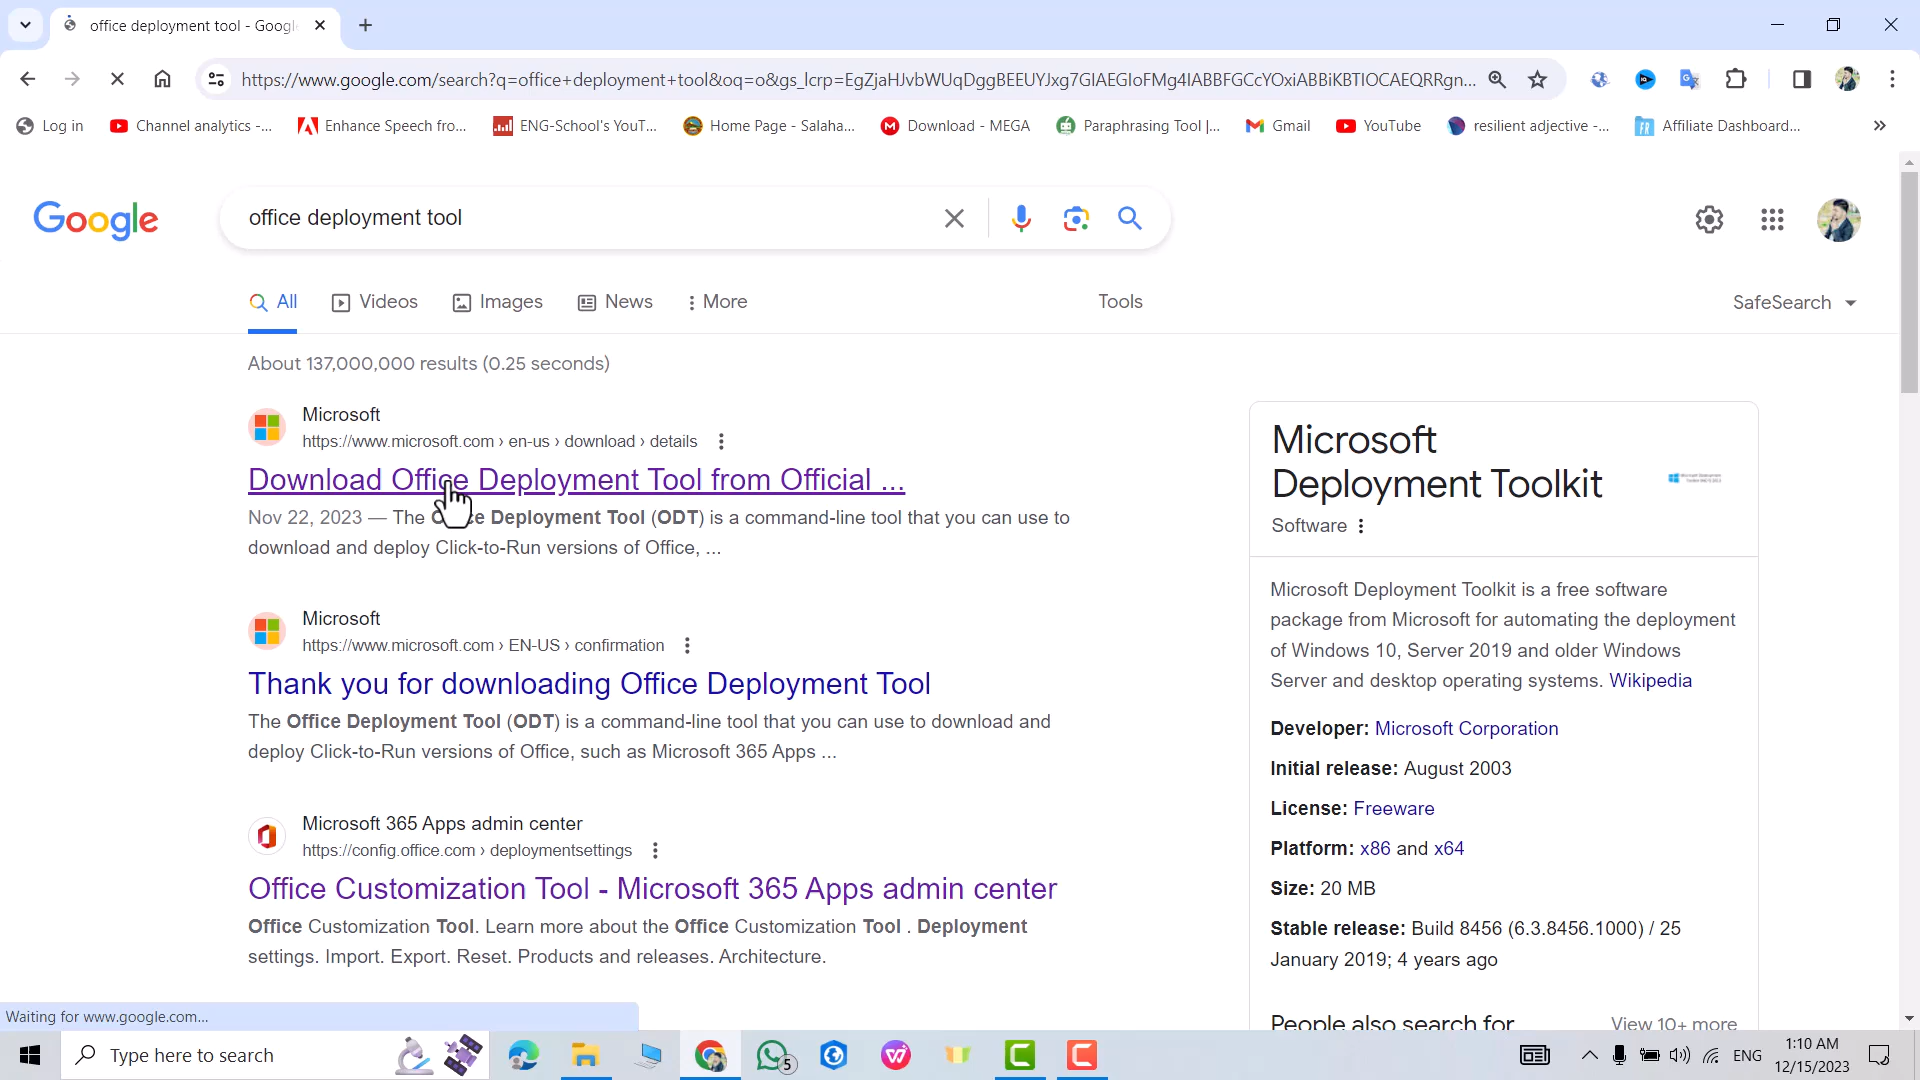 office deployment tool - Googl
https://www.google.com/search?q=office+deployment+tool&oq=o&gs_lcrp=EgZjaHJvbWUqDggBEEUYJxg7GIAEGIoFMg4IABBFGCcYOxiABBiKBTIOCAEQRRgn...
Log in
Channel analytics -...
Enhance Speech fro...
ENG-School's YouT...
Home Page - Salaha...
Download - MEGA
Paraphrasing Tool |...
Gmail
YouTube
resilient adjective -...
Affiliate Dashboard...
Google
office deployment tool
All
Videos
Images
News
More
Tools
SafeSearch
About 137,000,000 results (0.25 seconds)
Microsoft
https://www.microsoft.com › en-us › download › details
Download Office Deployment Tool from Official ...
Nov 22, 2023 — The Office Deployment Tool (ODT) is a command-line tool that you can use to
download and deploy Click-to-Run versions of Office, ...
Microsoft
https://www.microsoft.com › EN-US › confirmation
Thank you for downloading Office Deployment Tool
The Office Deployment Tool (ODT) is a command-line tool that you can use to download and
deploy Click-to-Run versions of Office, such as Microsoft 365 Apps ...
Microsoft 365 Apps admin center
https://config.office.com › deploymentsettings
Office Customization Tool - Microsoft 365 Apps admin center
Office Customization Tool. Learn more about the Office Customization Tool . Deployment
settings. Import. Export. Reset. Products and releases. Architecture.
Microsoft
Deployment Toolkit
Software
Microsoft Deployment Toolkit is a free software
package from Microsoft for automating the deployment
of Windows 10, Server 2019 and older Windows
Server and desktop operating systems. Wikipedia
Developer: Microsoft Corporation
Initial release: August 2003
License: Freeware
Platform: x86 and x64
Size: 20 MB
Stable release: Build 8456 (6.3.8456.1000) / 25
January 2019; 4 years ago
People also search for
View 10+ more
Waiting for www.google.com...
Type here to search
5
ENG
1:10 AM
12/15/2023